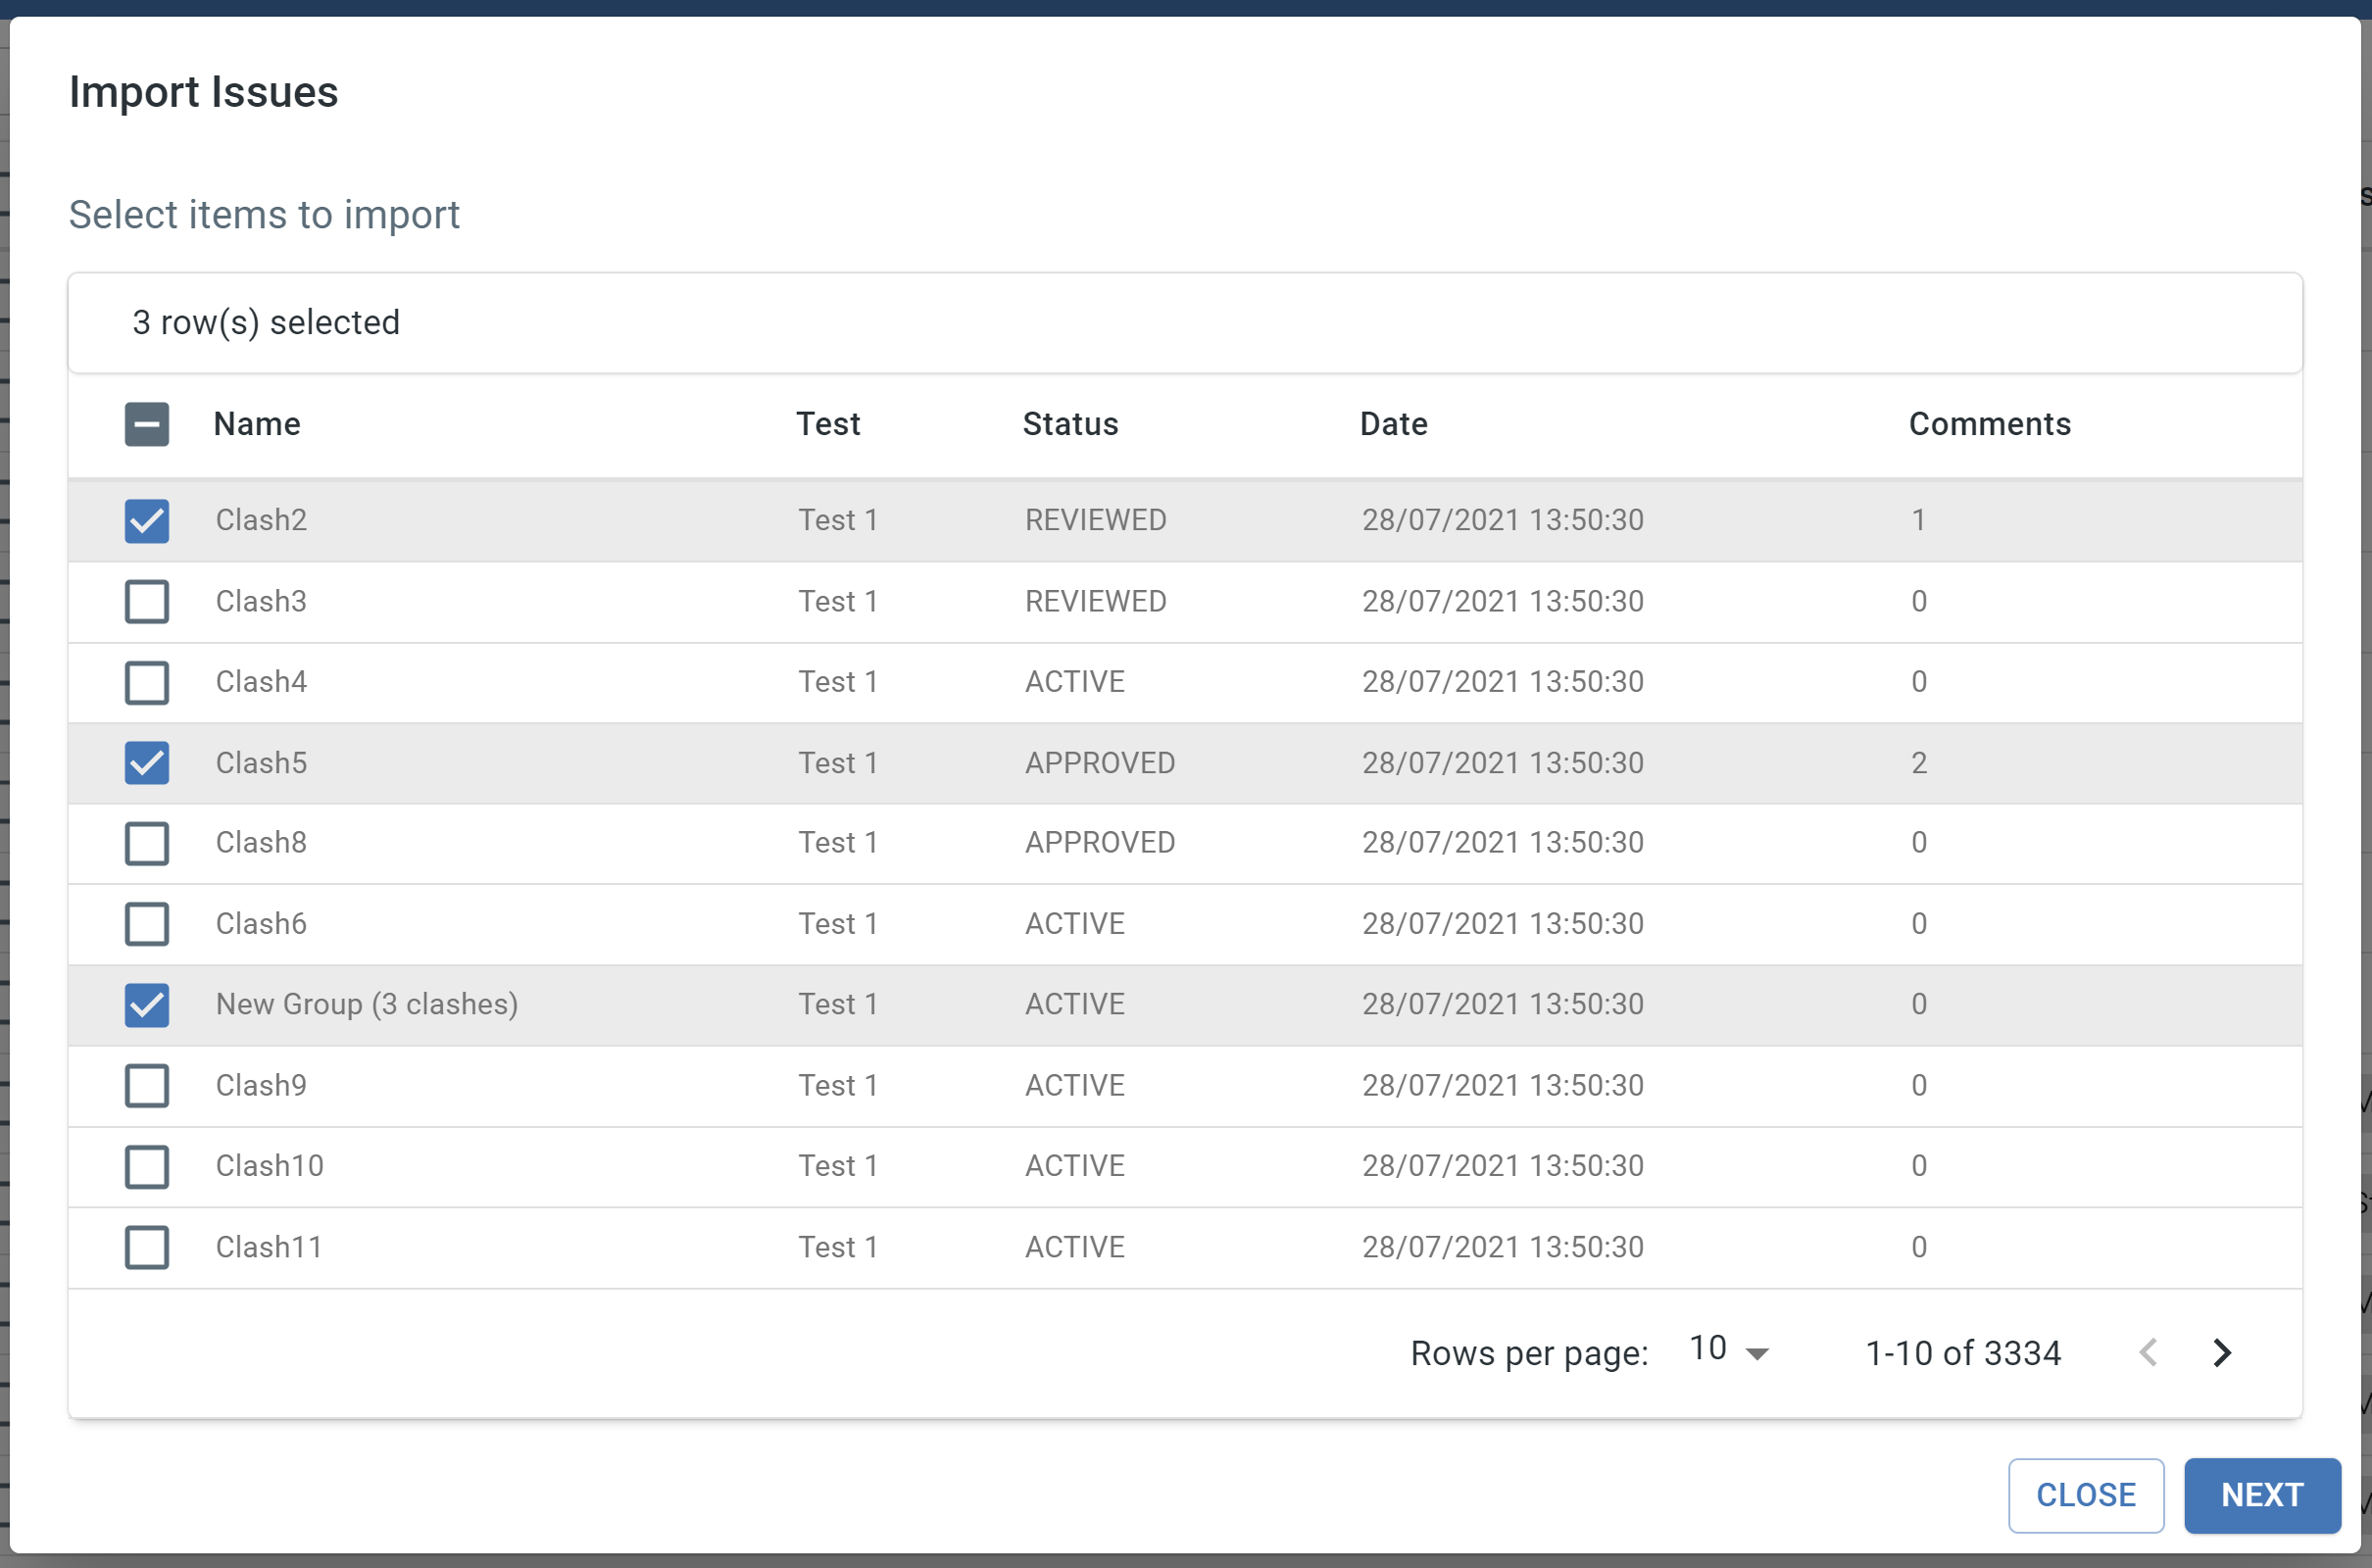 Import Issues
Select items to import
3 row(s) selected
Name Test Status Date Comments
Clash2 Test 1 REVIEWED 28/07/2021 13:50:30 1
Clash3 Test 1 REVIEWED 28/07/2021 13:50:30 0
Clash4 Test 1 ACTIVE 28/07/2021 13:50:30 0
Clash5 Test 1 APPROVED 28/07/2021 13:50:30 2
Clash8 Test 1 APPROVED 28/07/2021 13:50:30 0
Clash6 Test 1 ACTIVE 28/07/2021 13:50:30 0
New Group (3 clashes) Test 1 ACTIVE 28/07/2021 13:50:30 0
Clash9 Test 1 ACTIVE 28/07/2021 13:50:30 0
Clash10 Test 1 ACTIVE 28/07/2021 13:50:30 0
Clash11 Test 1 ACTIVE 28/07/2021 13:50:30 0
Rows per page: 10 1-10 of 3334
CLOSE NEXT